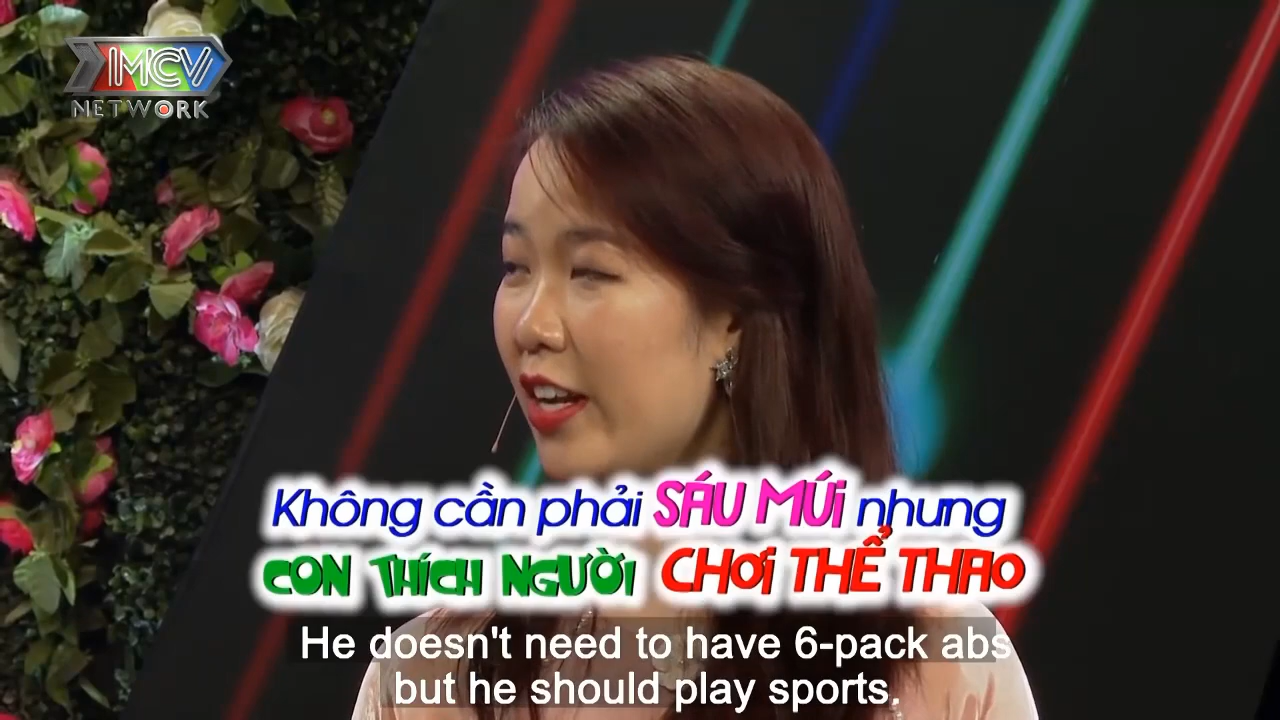 MCV
NETWORK
Không cần phải SÁU MÚi nhưng
CON THÍCH NGƯỜI CHƠi THỂ THAO
He doesn't need to have 6-pack abs
but he should play sports.